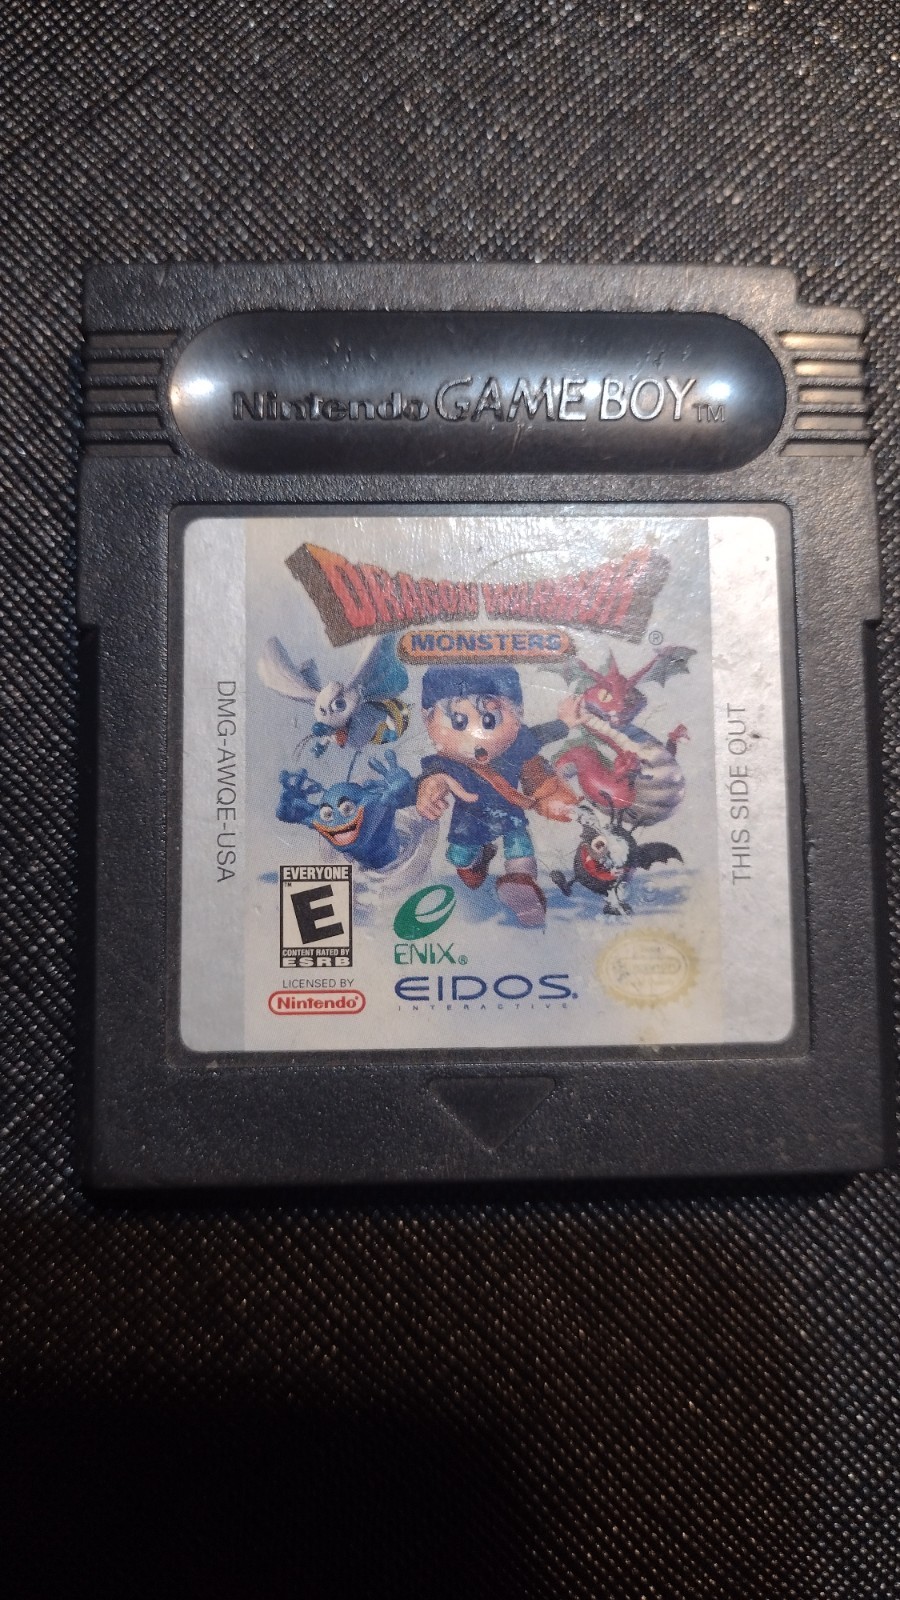 Nintendo GAME BOY TM
DRAGON WARRIOR
MONSTERS ®
DMG-AWQE-USA
THIS SIDE OUT
EVERYONE
TM
E
CONTENT RATED BY
ESRB
ENIX®
LICENSED BY
Nintendo®
EIDOS.
INTERACTIVE